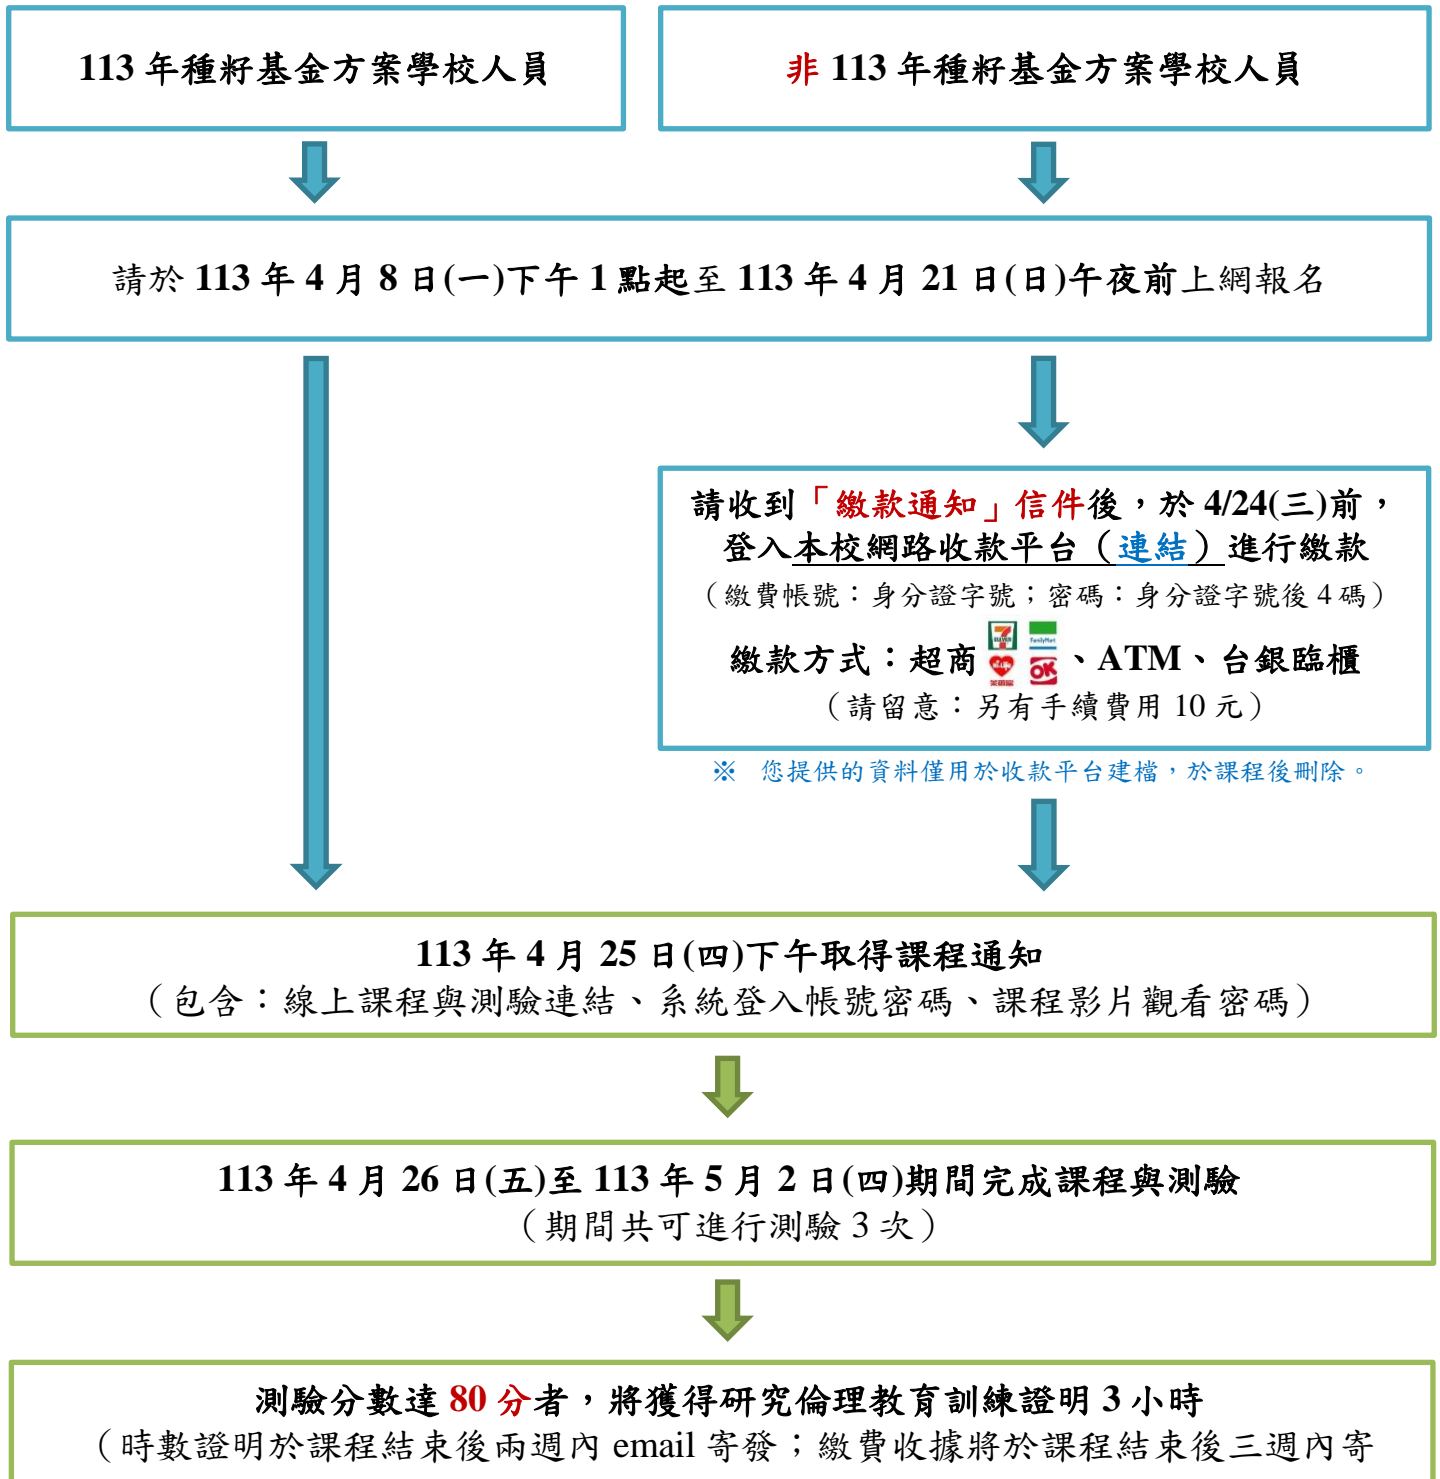 113 年種籽基金方案學校人員
非 113 年種籽基金方案學校人員
請於 113 年 4 月 8 日(一)下午 1 點起至 113 年 4 月 21 日(日)午夜前上網報名
請收到「繳款通知」信件後，於 4/24(三)前，
登入本校網路收款平台（連結）進行繳款
（繳費帳號：身分證字號；密碼：身分證字號後 4 碼）
繳款方式：超商、ATM、台銀臨櫃
（請留意：另有手續費用 10 元）
※ 您提供的資料僅用於收款平台建檔，於課程後刪除。
113 年 4 月 25 日(四)下午取得課程通知
（包含：線上課程與測驗連結、系統登入帳號密碼、課程影片觀看密碼）
113 年 4 月 26 日(五)至 113 年 5 月 2 日(四)期間完成課程與測驗
（期間共可進行測驗 3 次）
測驗分數達 80 分者，將獲得研究倫理教育訓練證明 3 小時
（時數證明於課程結束後兩週內 email 寄發；繳費收據將於課程結束後三週內寄